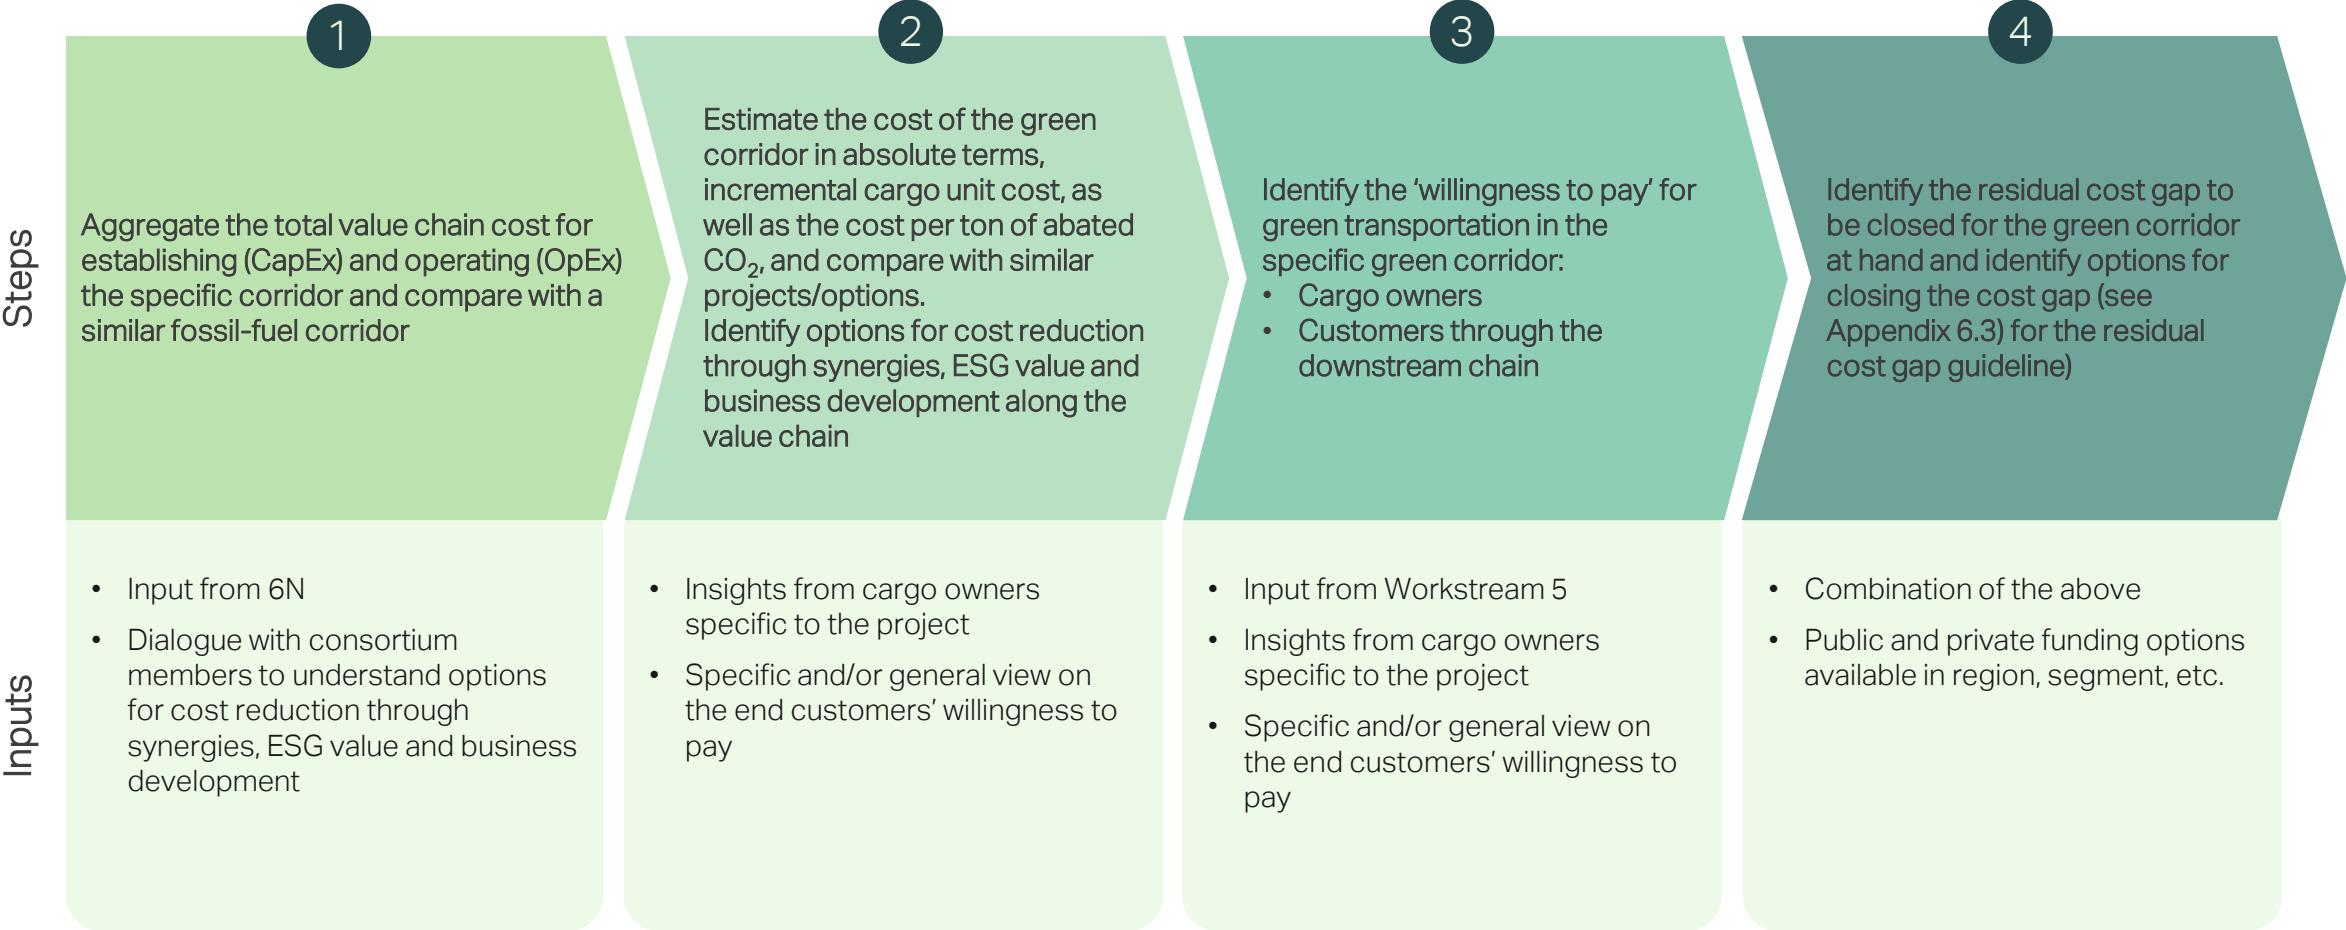 1
2
3
4
Steps
Aggregate the total value chain cost for
establishing (CapEx) and operating (OpEx)
the specific corridor and compare with a
similar fossil-fuel corridor
Estimate the cost of the green
corridor in absolute terms,
incremental cargo unit cost, as
well as the cost per ton of abated
CO₂, and compare with similar
projects/options.
Identify options for cost reduction
through synergies, ESG value and
business development along the
value chain
Identify the ‘willingness to pay’ for
green transportation in the
specific green corridor:
• Cargo owners
• Customers through the
downstream chain
Identify the residual cost gap to
be closed for the green corridor
at hand and identify options for
closing the cost gap (see
Appendix 6.3) for the residual
cost gap guideline)
Inputs
• Input from 6N
• Dialogue with consortium
members to understand options
for cost reduction through
synergies, ESG value and business
development
• Insights from cargo owners
specific to the project
• Specific and/or general view on
the end customers’ willingness to
pay
• Input from Workstream 5
• Insights from cargo owners
specific to the project
• Specific and/or general view on
the end customers’ willingness to
pay
• Combination of the above
• Public and private funding options
available in region, segment, etc.